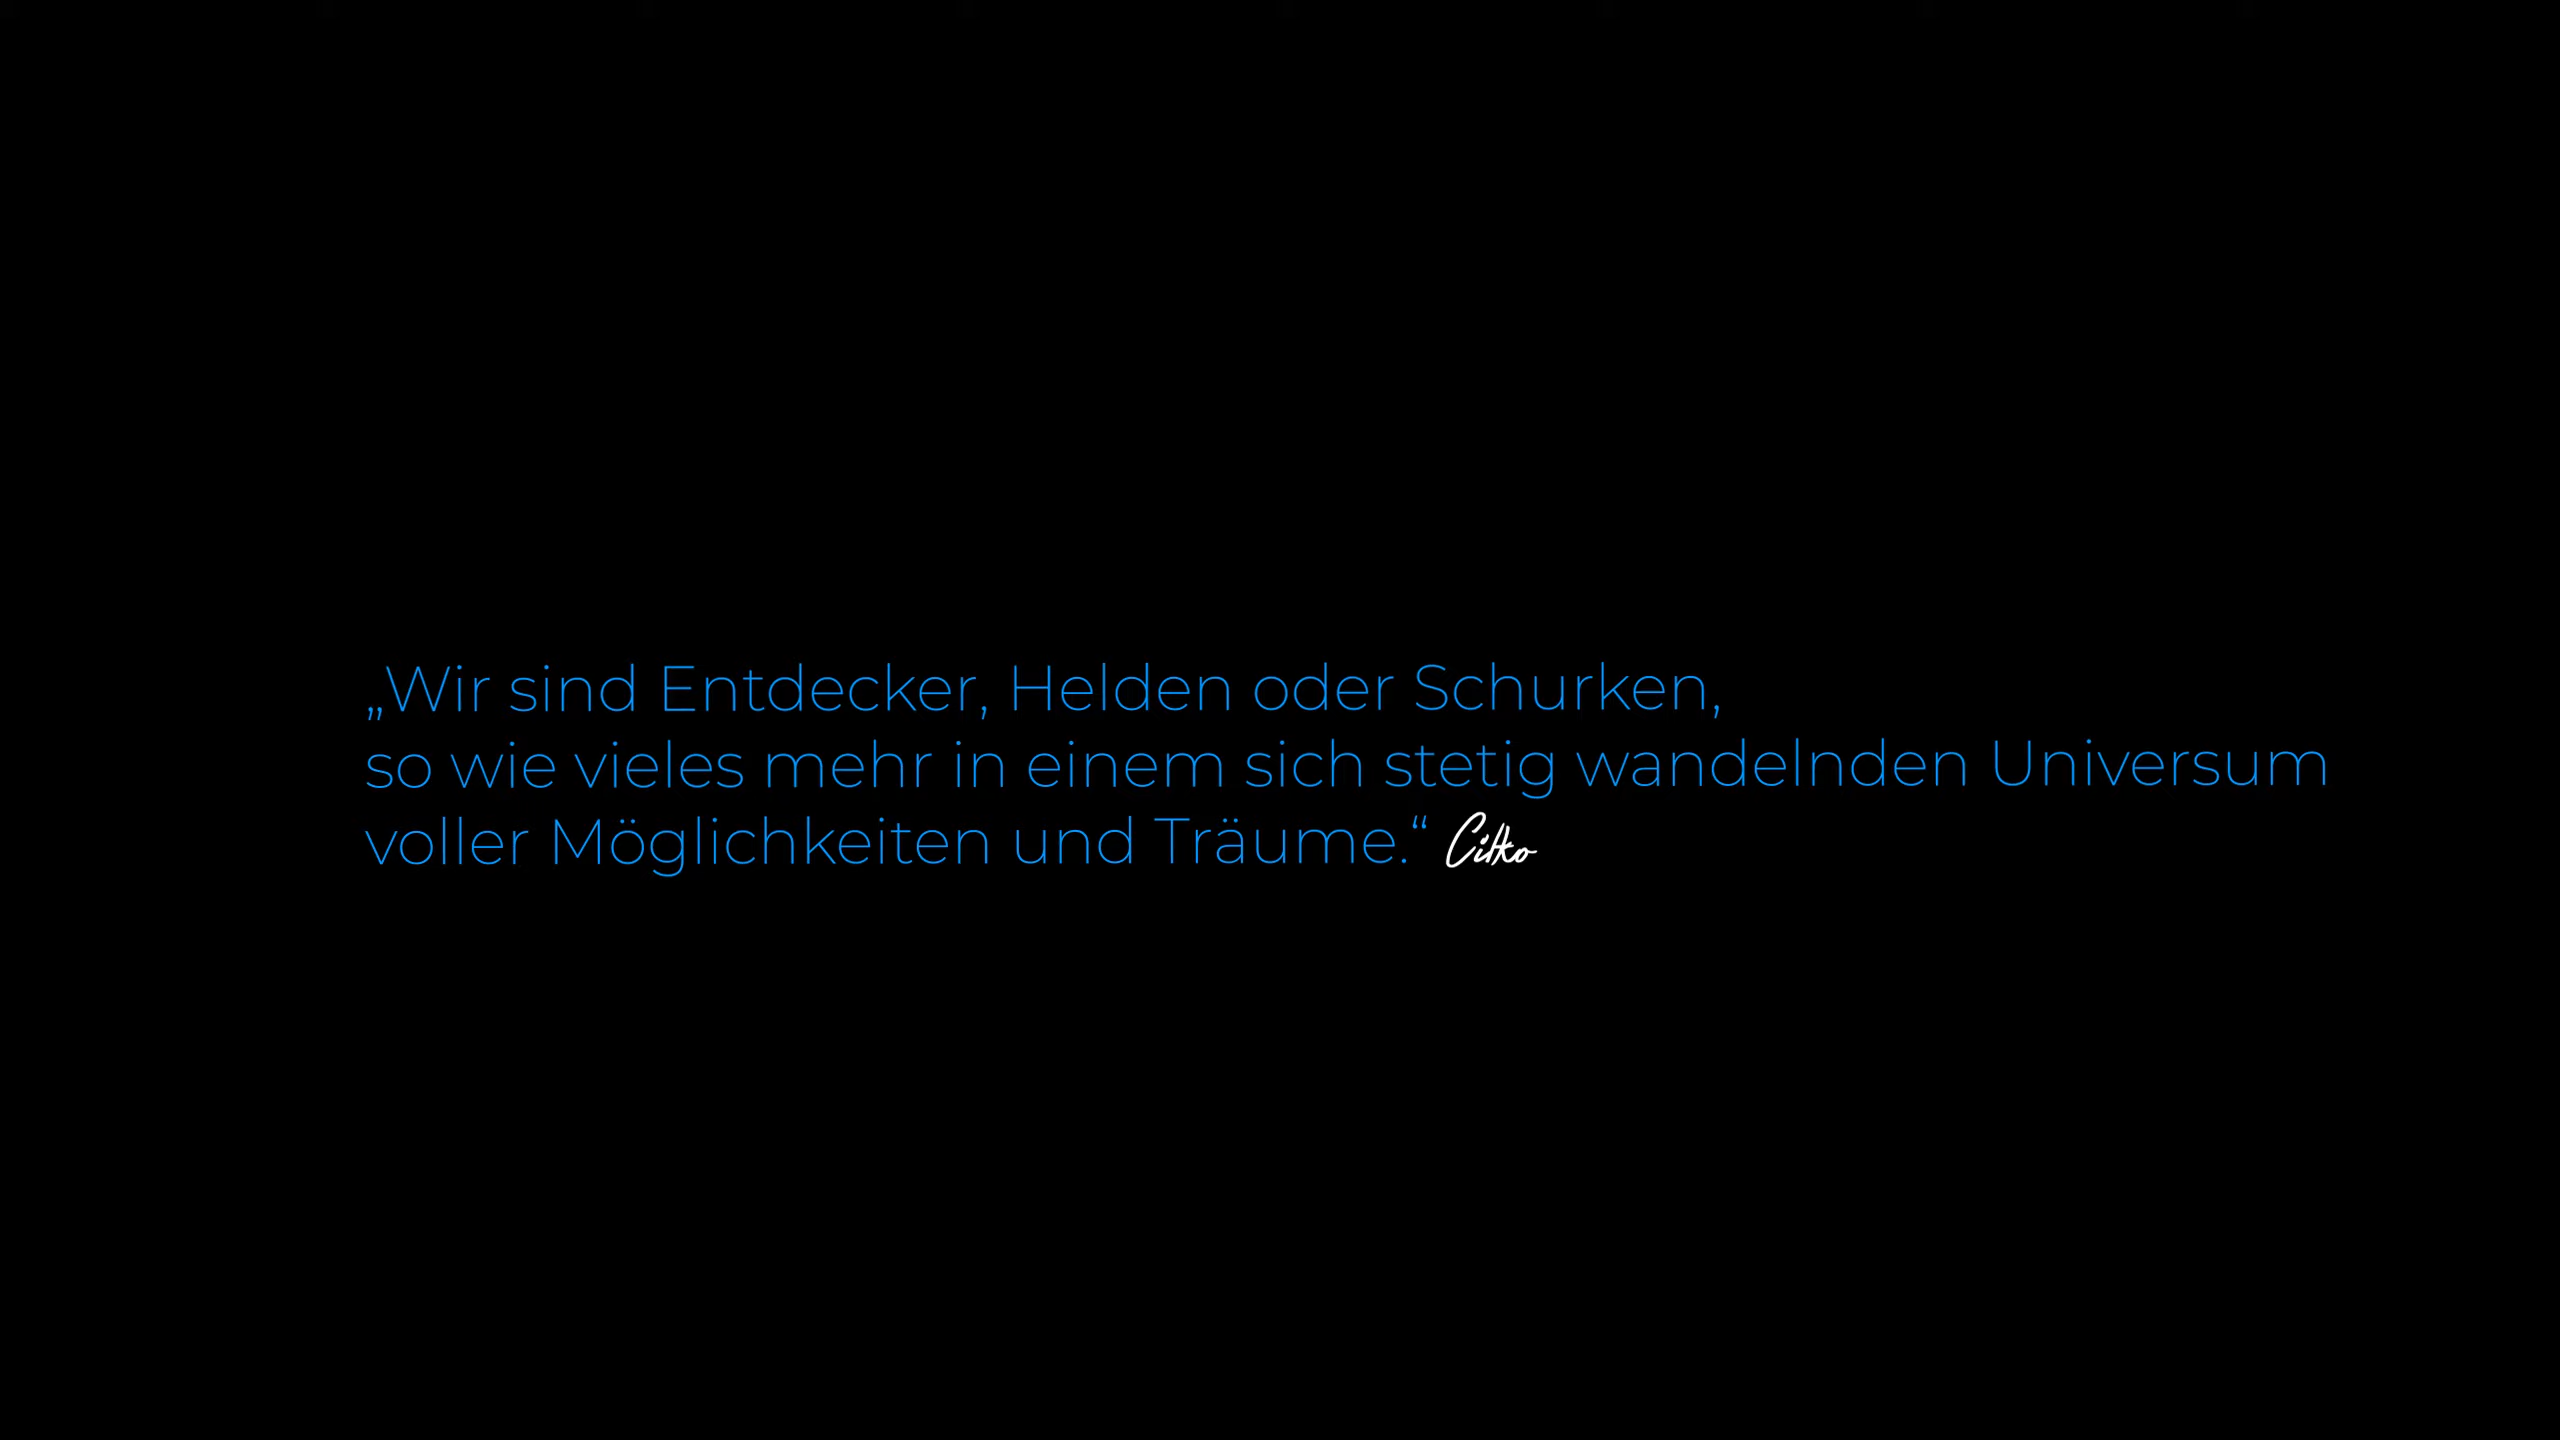 „Wir sind Entdecker, Helden oder Schurken,
so wie vieles mehr in einem sich stetig wandelnden Universum
voller Möglichkeiten und Träume.“